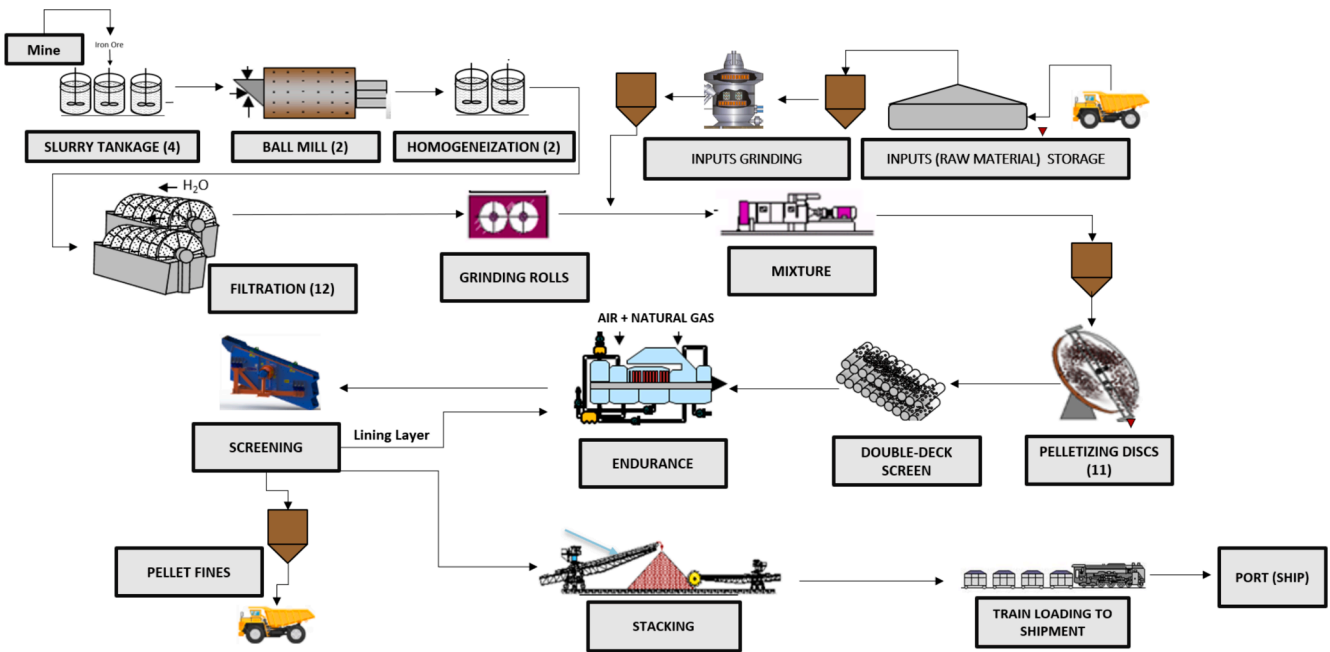 Mine
Iron Ore
SLURRY TANKAGE (4)
BALL MILL (2)
HOMOGENEIZATION (2)
INPUTS GRINDING
INPUTS (RAW MATERIAL) STORAGE
H2O
FILTRATION (12)
GRINDING ROLLS
MIXTURE
AIR + NATURAL GAS
SCREENING
Lining Layer
ENDURANCE
DOUBLE-DECK
SCREEN
PELLETIZING DISCS
(11)
PELLET FINES
STACKING
TRAIN LOADING TO
SHIPMENT
PORT (SHIP)